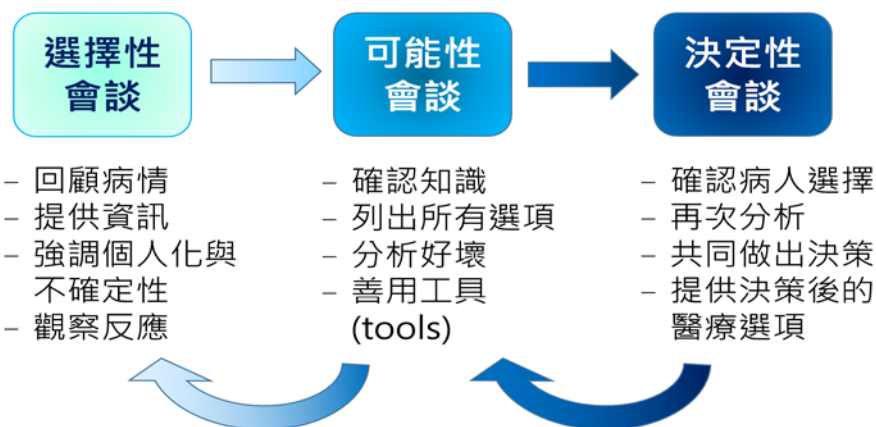 選擇性
會談
– 回顧病情
– 提供資訊
– 強調個人化與
不確定性
– 觀察反應
可能性
會談
– 確認知識
– 列出所有選項
– 分析好壞
– 善用工具
(tools)
決定性
會談
– 確認病人選擇
– 再次分析
– 共同做出決策
– 提供決策後的
醫療選項